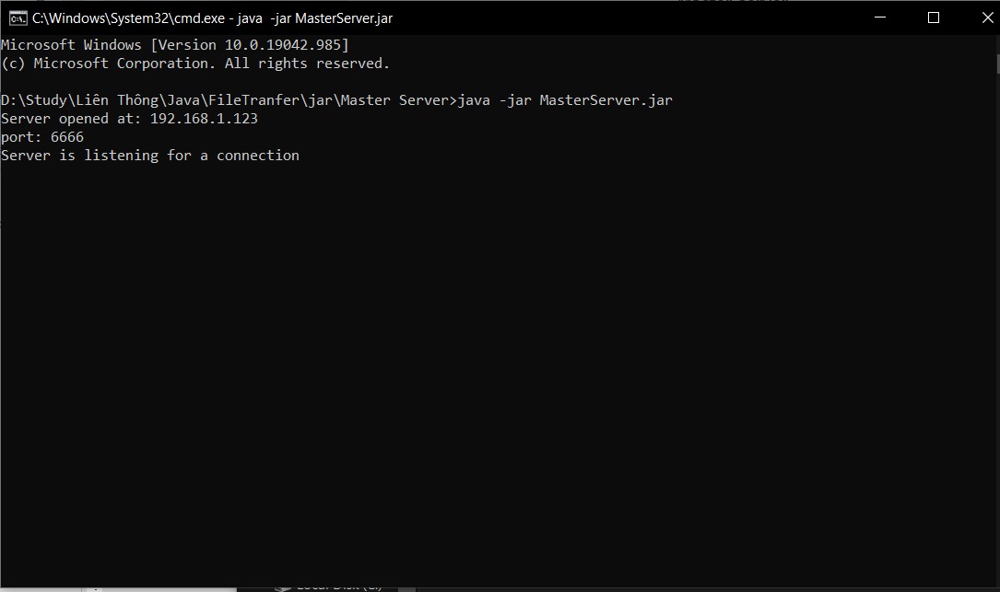 C:\Windows\System32\cmd.exe - java  -jar MasterServer.jar
Microsoft Windows [Version 10.0.19042.985]
(c) Microsoft Corporation. All rights reserved.
D:\Study\Liên Thông\Java\FileTranfer\jar\Master Server>java -jar MasterServer.jar
Server opened at: 192.168.1.123
port: 6666
Server is listening for a connection